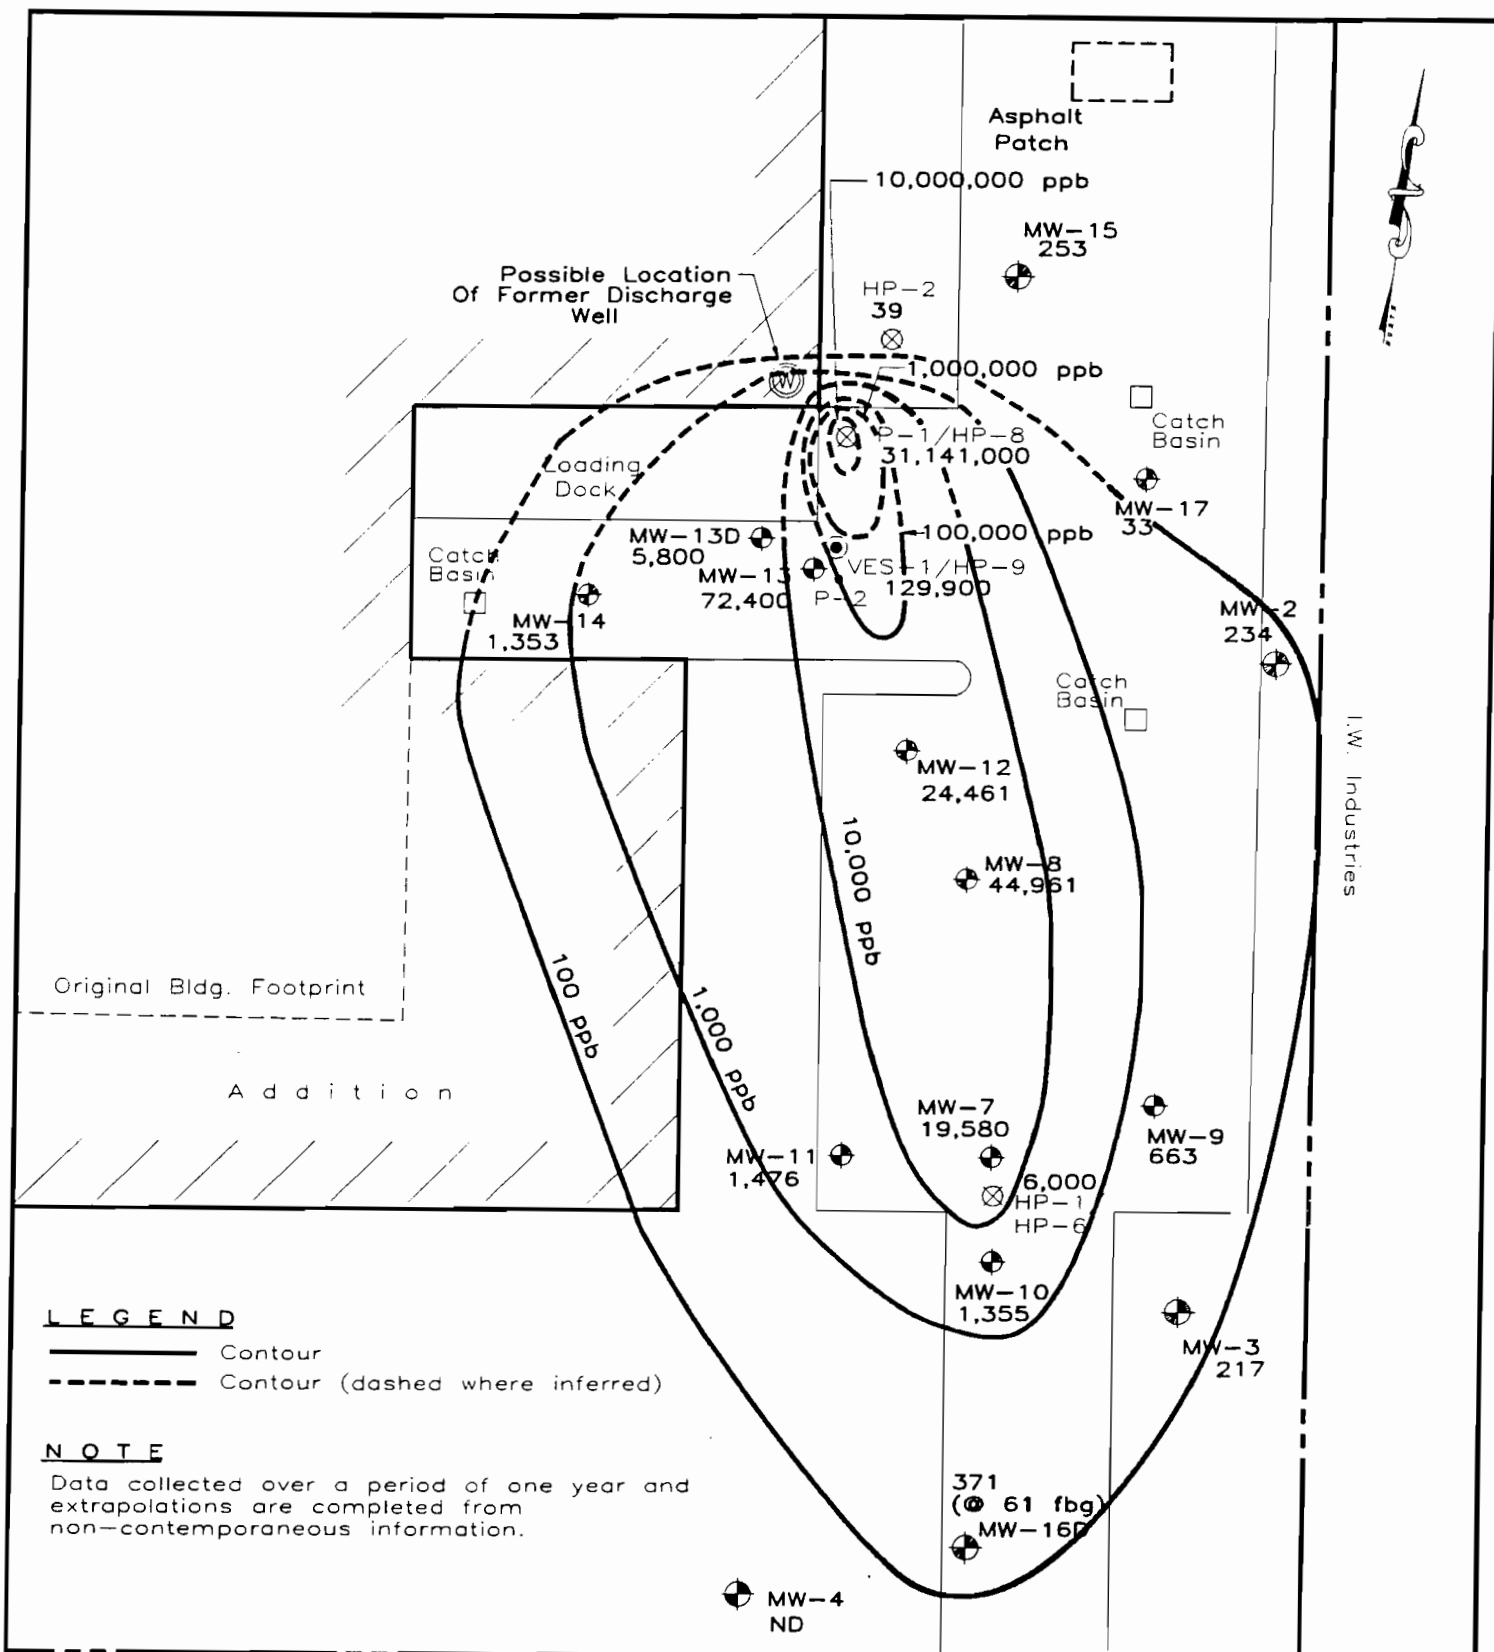 Asphalt
Patch
10,000,000 ppb
MW-15
253
Possible Location
Of Former Discharge
Well
HP-2
39
W
1,000,000 ppb
Catch
Basin
P-1/HP-8
31,141,000
Loading
Dock
MW-17
33
MW-13D
5,800
100,000 ppb
Catch
Basin
MW-13
72,400
P-2
VES-1/HP-9
129,900
MW-14
1,353
MW-2
234
Catch
Basin
I.W. Industries
MW-12
24,461
10,000 ppb
MW-8
44,961
100 ppb
1,000 ppb
Original Bldg. Footprint
Addition
MW-7
19,580
MW-9
663
MW-11
1,476
6,000
HP-1
HP-6
MW-10
1,355
MW-3
217
LEGEND
Contour
Contour (dashed where inferred)
NOTE
Data collected over a period of one year and
extrapolations are completed from
non-contemporaneous information.
371
(@ 61 fbg)
MW-16D
MW-4
ND